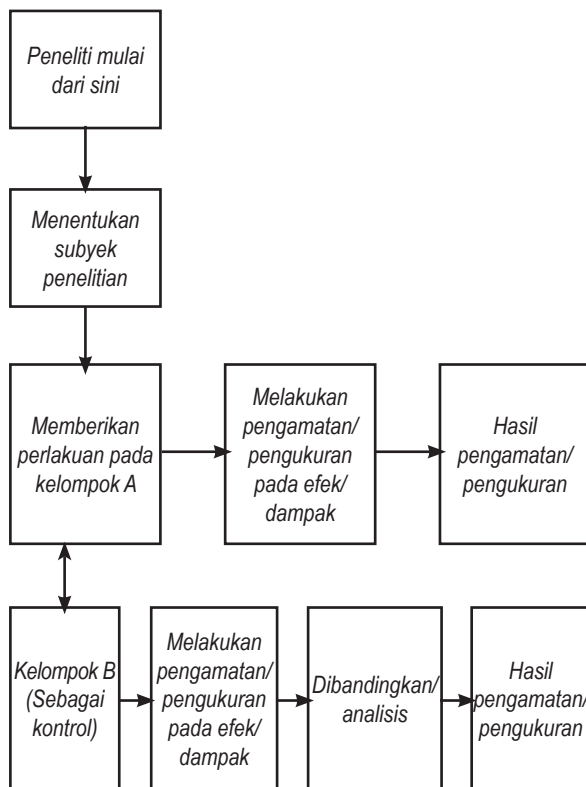 Peneliti mulai
dari sini
Menentukan
subyek
penelitian
Memberikan
perlakuan pada
kelompok A
Melakukan
pengamatan/
pengukuran
pada efek/
dampak
Hasil
pengamatan/
pengukuran
Kelompok B
(Sebagai
kontrol)
Melakukan
pengamatan/
pengukuran
pada efek/
dampak
Dibandingkan/
analisis
Hasil
pengamatan/
pengukuran